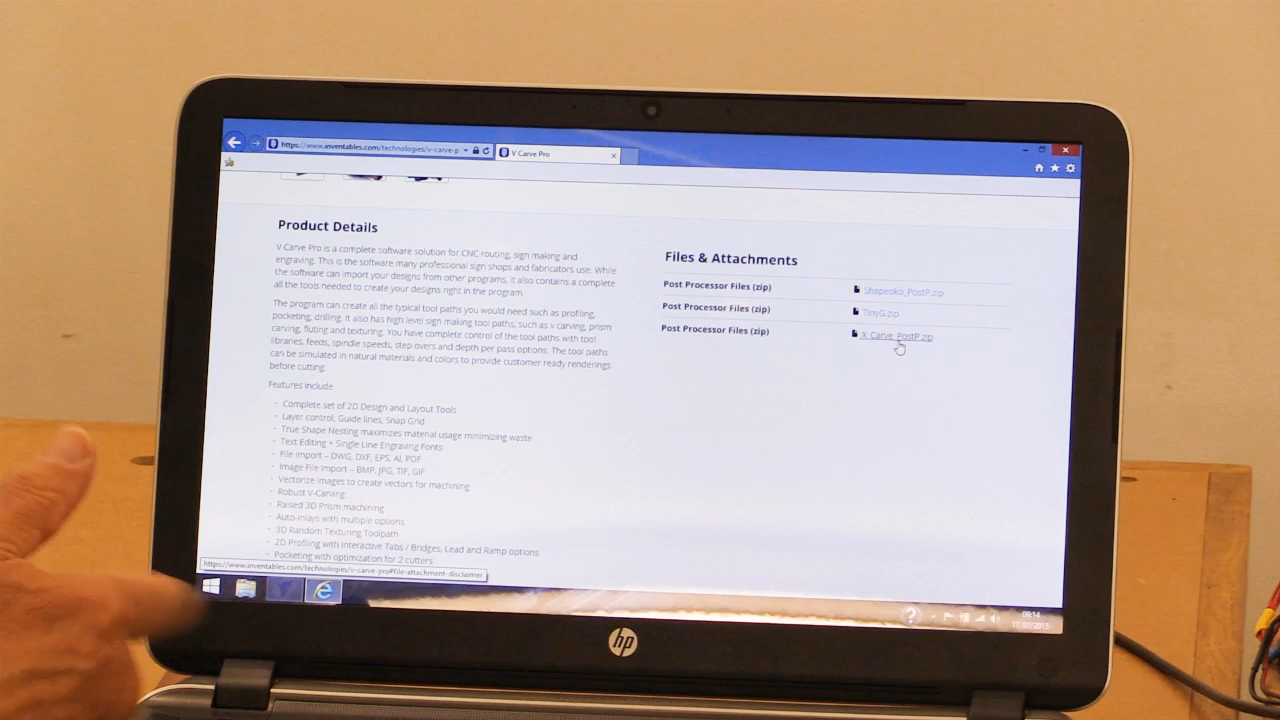 https://www.inventables.com/technologies/v-carve-p
V Carve Pro
Product Details
V Carve Pro is a complete software solution for CNC routing, sign making and
engraving. This is the software many professional sign shops and fabricators use. While
the software can import your designs from other programs, it also contains a complete
all the tools needed to create your designs right in the program.
The program can create all the typical tool paths you would need such as profiling,
pocketing, drilling, it also has high level sign making tool paths, such as v carving, prism
carving, fluting and texturing. You have complete control of the tool paths with tool
libraries, feeds, spindle speeds, step overs and depth per pass options. The tool paths
can be simulated in natural materials and colors to provide customer ready renderings
before cutting.
Features include
- Complete set of 2D Design and Layout Tools
- Layer control, Guide lines, Snap Grid
- True Shape Nesting maximizes material usage minimizing waste
- Text Editing + Single Line Engraving Fonts
- File Import – DWG, DXF, EPS, AI, PDF
- Image File Import – BMP, JPG, TIF, GIF
- Vectorize images to create vectors for machining
- Robust V-Carving
- Raised 3D Prism machining
- Auto-Inlays with multiple options
- 3D Random Texturing Toolpath
- 2D Profiling with Interactive Tabs / Bridges, Lead and Ramp options
- Pocketing with optimization for 2 cutters
https://www.inventables.com/technologies/v-carve-pro#file-attachment-disclaimer
Files & Attachments
Post Processor Files (zip) Shapeoko_PostP.zip
Post Processor Files (zip) TinyG.zip
Post Processor Files (zip) X_Carve_PostP.zip
09:14
17/07/2015
hp